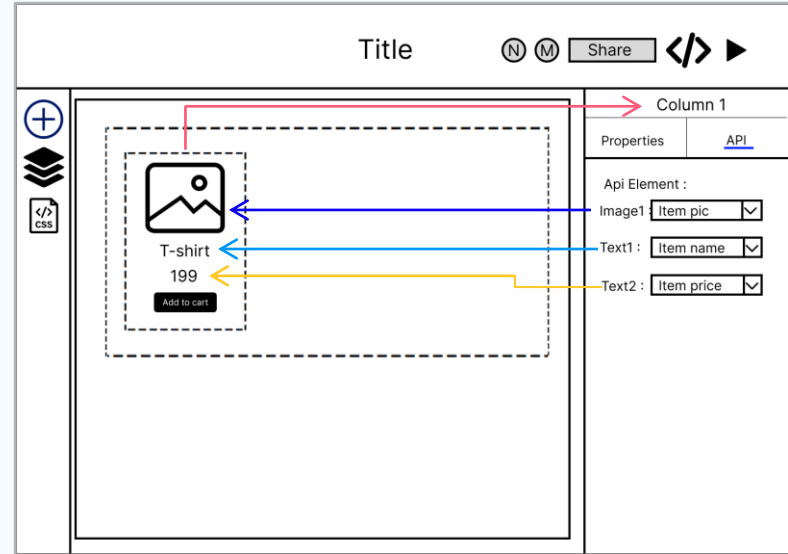 Title
N
M
Share
</>
Column 1
Properties
API
</>
CSS
Api Element :
Image1 :
Item pic
T-shirt
Text1 :
Item name
199
Text2 :
Item price
Add to cart